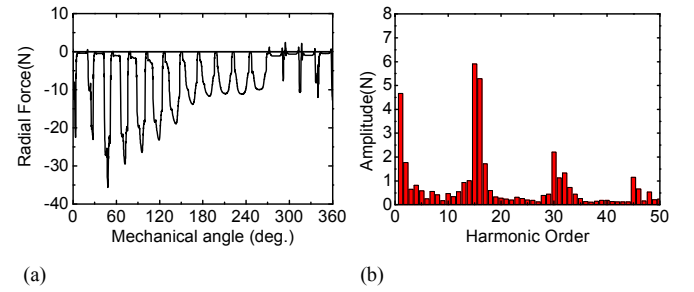 10
0
-10
-20
-30
-40
0 60 120 180 240 300 360
Radial Force(N)
Mechanical angle (deg.)
(a)
8
7
6
5
4
3
2
1
0
0 10 20 30 40 50
Amplitude(N)
Harmonic Order
(b)